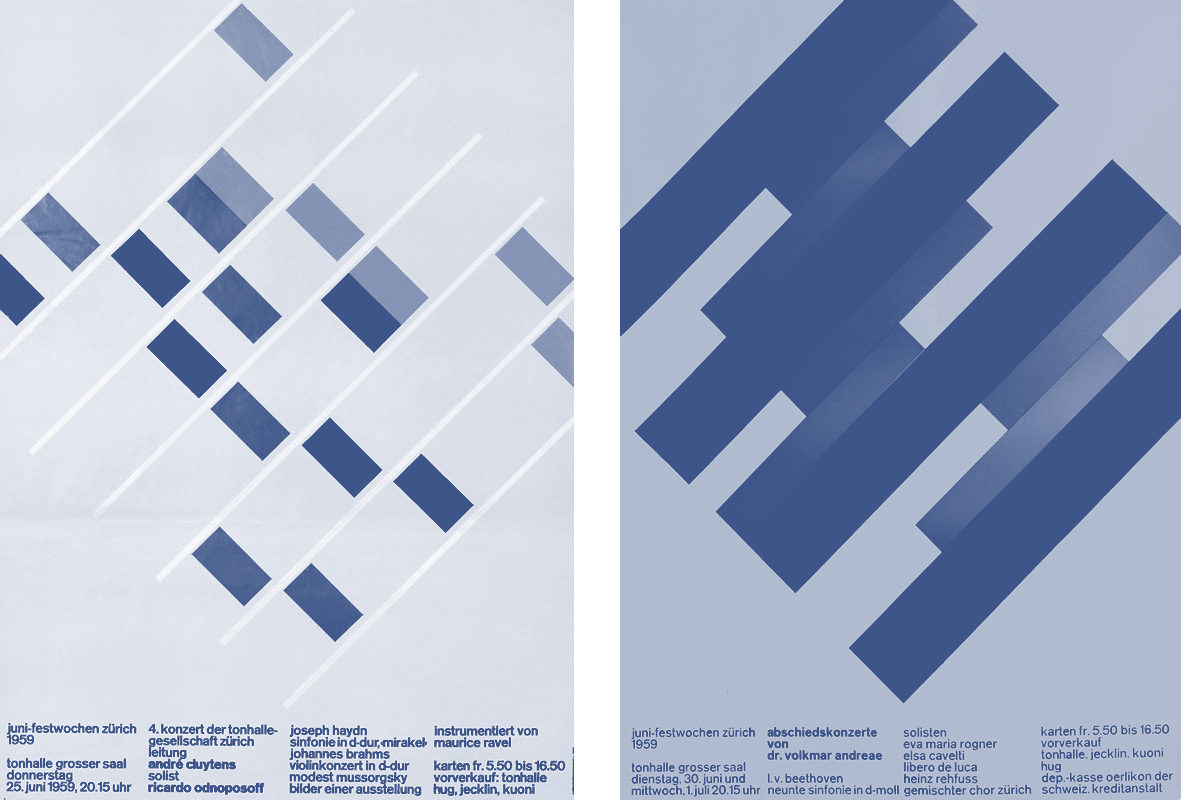 juni-festwochen zürich
1959
tonhalle grosser saal
donnerstag
25. juni 1959, 20.15 uhr
4. konzert der tonhalle-
gesellschaft zürich
leitung
andré cluytens
solist
ricardo odnoposoff
joseph haydn
sinfonie in d-dur, ‹mirakel›
johannes brahms
violinkonzert in d-dur
modest mussorgsky
bilder einer ausstellung
instrumentiert von
maurice ravel
karten fr. 5.50 bis 16.50
vorverkauf: tonhalle
hug, jecklin, kuoni
juni-festwochen zürich
1959
tonhalle grosser saal
dienstag, 30. juni und
mittwoch, 1. juli 20.15 uhr
abschiedskonzerte
von
dr. volkmar andreae
l. v. beethoven
neunte sinfonie in d-moll
solisten
eva maria rogner
elsa cavelti
libero de luca
heinz rehfuss
gemischter chor zürich
karten fr. 5.50 bis 16.50
vorverkauf
tonhalle, jecklin, kuoni
hug
dep.-kasse oerlikon der
schweiz. kreditanstalt